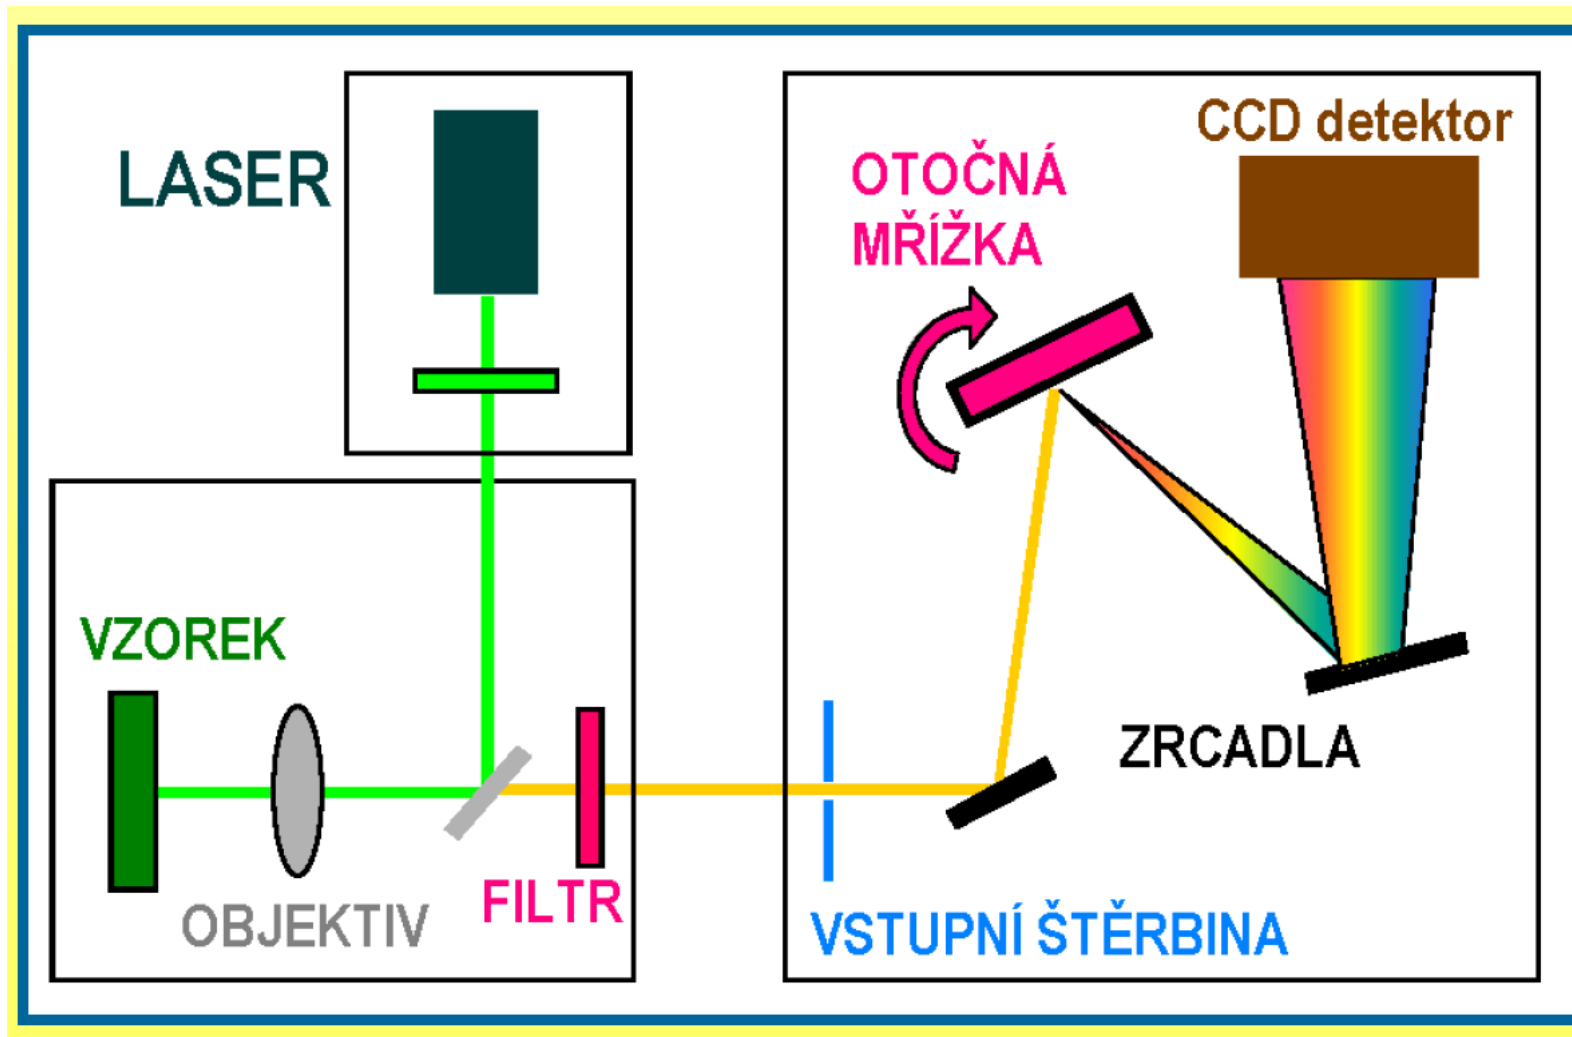 LASER
VZOREK
OBJEKTIV
FILTR
OTOČNÁ
MŘÍŽKA
CCD detektor
ZRCADLA
VSTUPNÍ ŠTĚRBINA